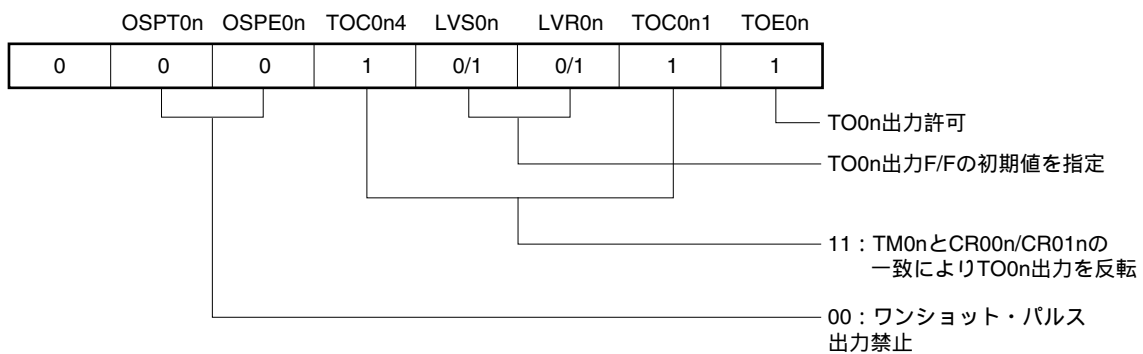 OSPT0n OSPE0n TOC0n4 LVS0n LVR0n TOC0n1 TOE0n
0 0 0 1 0/1 0/1 1 1
TO0n出力許可
TO0n出力F/Fの初期値を指定
11：TM0nとCR00n/CR01nの
一致によりTO0n出力を反転
00：ワンショット・パルス
出力禁止